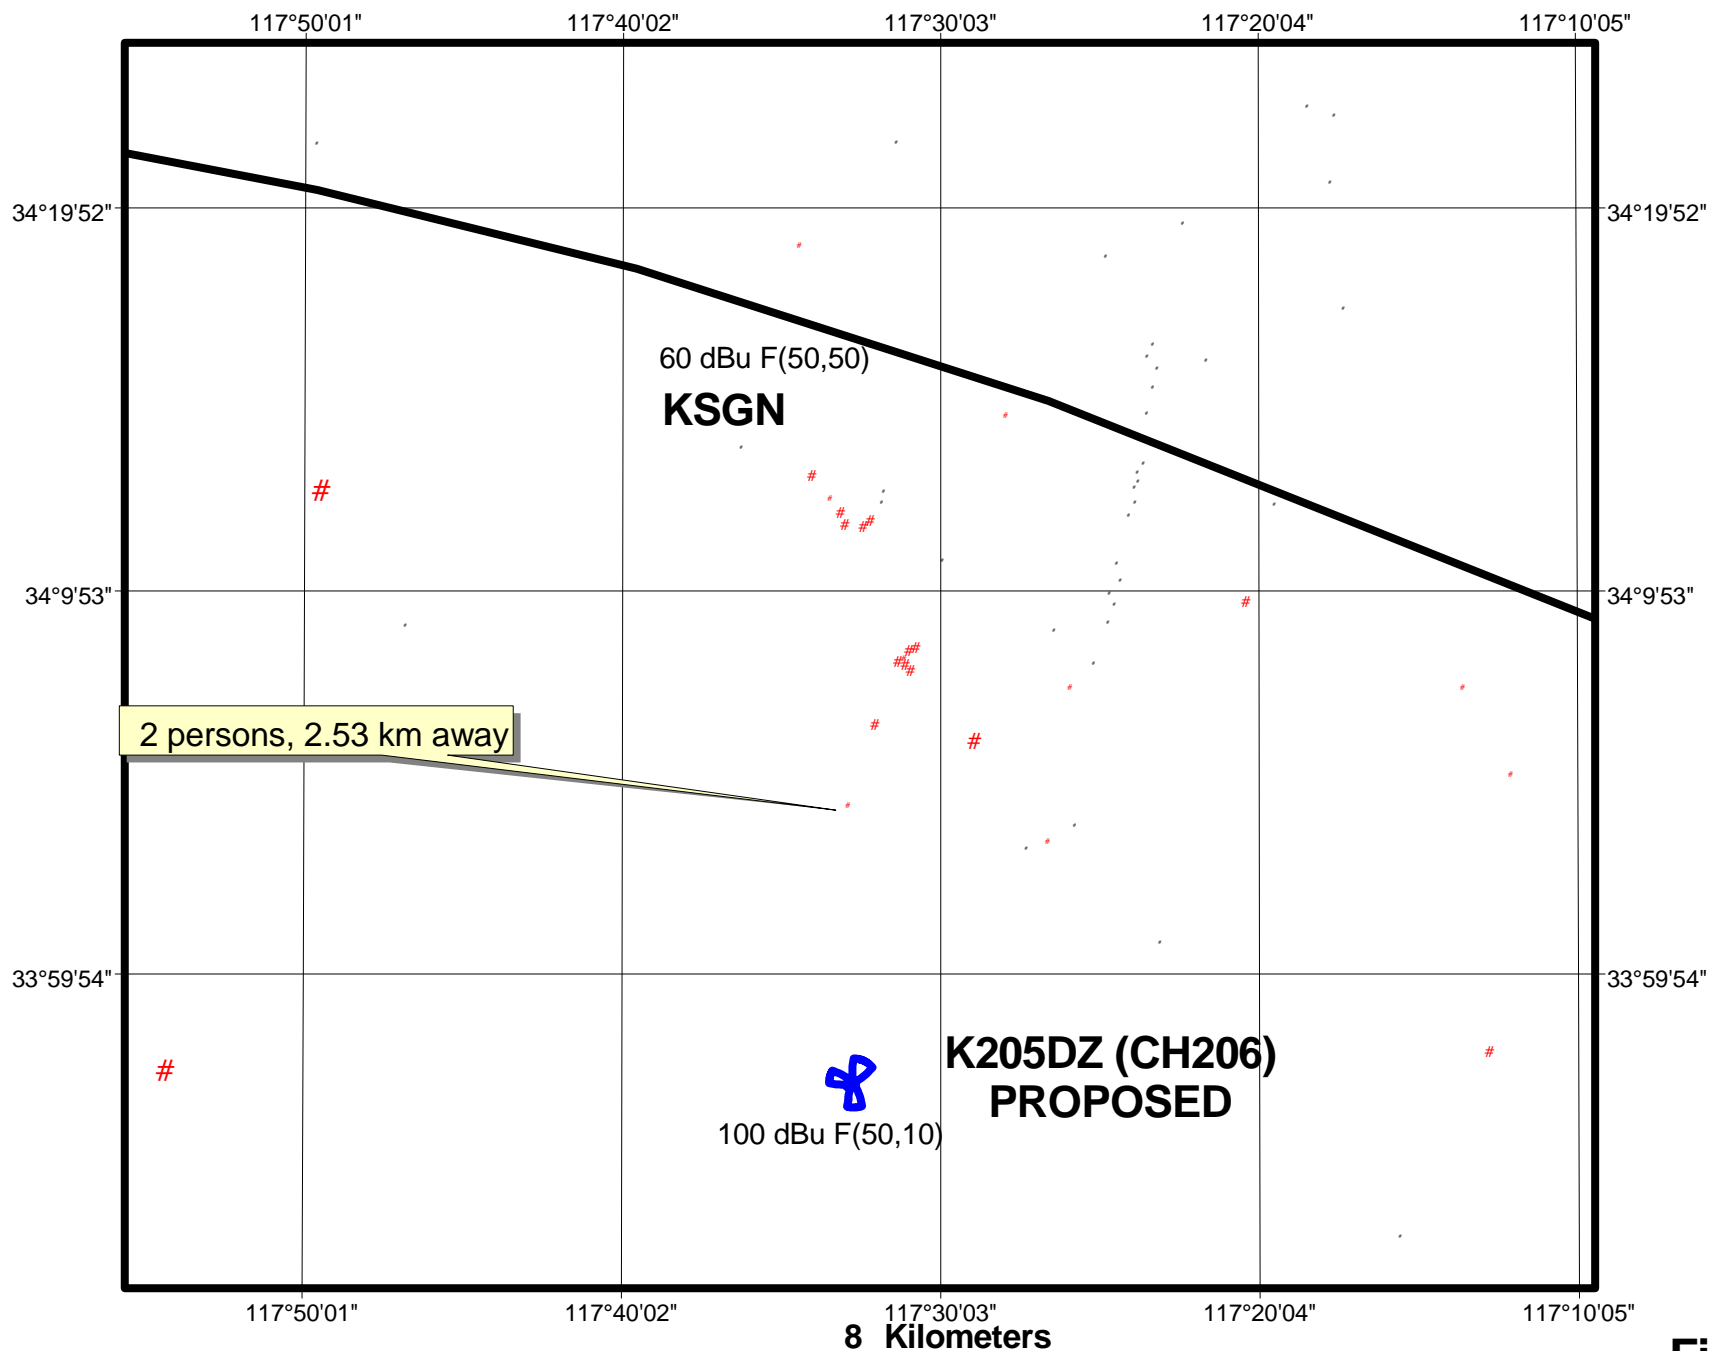 117°50'01" 117°40'02" 117°30'03" 117°20'04" 117°10'05"
34°19'52" 34°19'52"
60 dBu F(50,50)
KSGN
34°9'53" 34°9'53"
2 persons, 2.53 km away
33°59'54" 33°59'54"
K205DZ (CH206)
PROPOSED
100 dBu F(50,10)
117°50'01" 117°40'02" 117°30'03" 117°20'04" 117°10'05"
8 Kilometers